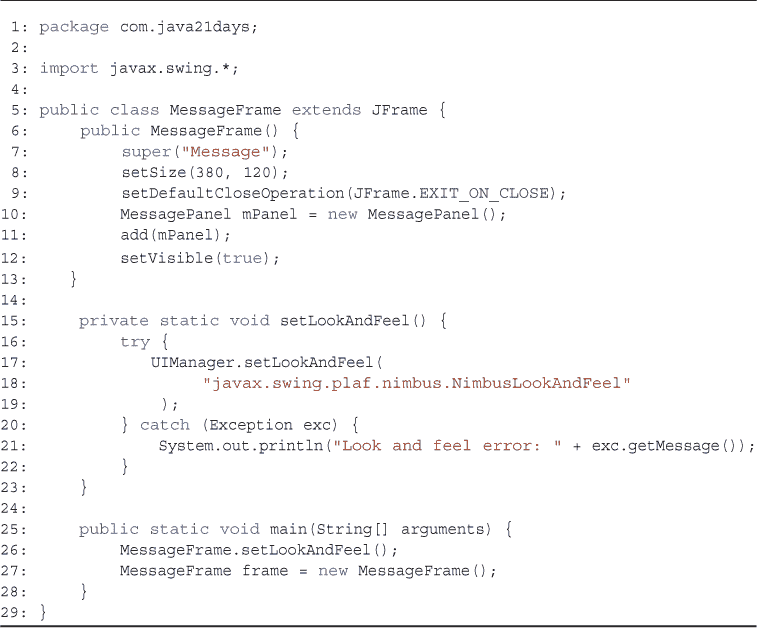 1: package com.java21days;
2:
3: import javax.swing.*;
4:
5: public class MessageFrame extends JFrame {
6:     public MessageFrame() {
7:         super("Message");
8:         setSize(380, 120);
9:         setDefaultCloseOperation(JFrame.EXIT_ON_CLOSE);
10:         MessagePanel mPanel = new MessagePanel();
11:         add(mPanel);
12:         setVisible(true);
13:    }
14:
15:     private static void setLookAndFeel() {
16:         try {
17:            UIManager.setLookAndFeel(
18:                 "javax.swing.plaf.nimbus.NimbusLookAndFeel"
19:             );
20:         } catch (Exception exc) {
21:             System.out.println("Look and feel error: " + exc.getMessage());
22:         }
23:     }
24:
25:     public static void main(String[] arguments) {
26:         MessageFrame.setLookAndFeel();
27:         MessageFrame frame = new MessageFrame();
28:     }
29: }